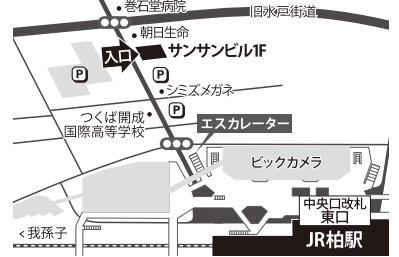 巻石堂病院
旧水戸街道
朝日生命
入口
サンサンビル1F
P
P
シミズメガネ
P
つくば開成
国際高等学校
エスカレーター
ビックカメラ
中央口改札
東口
JR柏駅
<我孫子